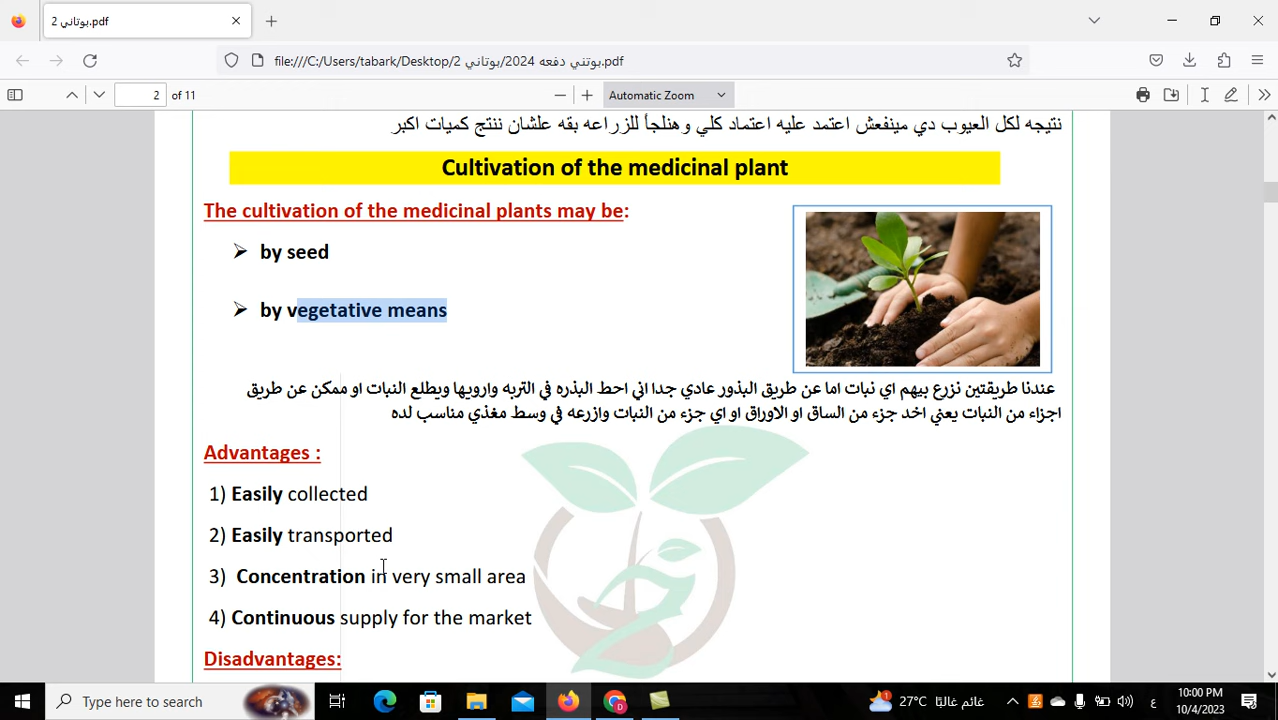 بوتاني 2.pdf
file:///C:/Users/tabark/Desktop/بوتني دفعه 2024/بوتاني 2.pdf
2 of 11
Automatic Zoom
نتيجه لكل العيوب دي مينفعش اعتمد عليه اعتماد كلي وهنلجأ للزراعه بقه علشان ننتج كميات اكبر
Cultivation of the medicinal plant
The cultivation of the medicinal plants may be:
➢ by seed
➢ by vegetative means
عندنا طريقتين نزرع بيهم اي نبات اما عن طريق البذور عادي جدا اني احط البذره في التربه وارويها ويطلع النبات او ممكن عن طريق
اجزاء من النبات يعني اخد جزء من الساق او الاوراق او اي جزء من النبات وازرعه في وسط مغذي مناسب لده
Advantages :
1) Easily collected
2) Easily transported
3) Concentration in very small area
4) Continuous supply for the market
Disadvantages:
Type here to search
1
27°C غائم غالبًا
ع
10:00 PM
10/4/2023